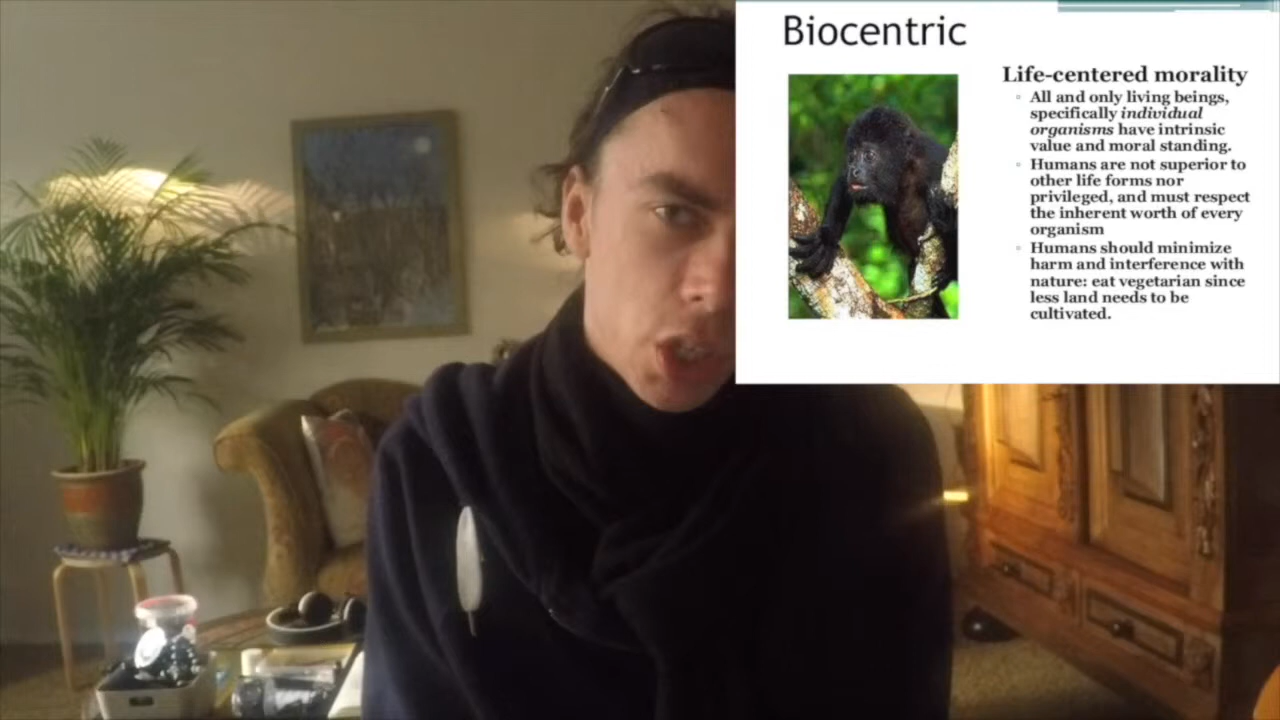 Biocentric
Life-centered morality
▫ All and only living beings,
specifically individual
organisms have intrinsic
value and moral standing.
▫ Humans are not superior to
other life forms nor
privileged, and must respect
the inherent worth of every
organism
▫ Humans should minimize
harm and interference with
nature: eat vegetarian since
less land needs to be
cultivated.